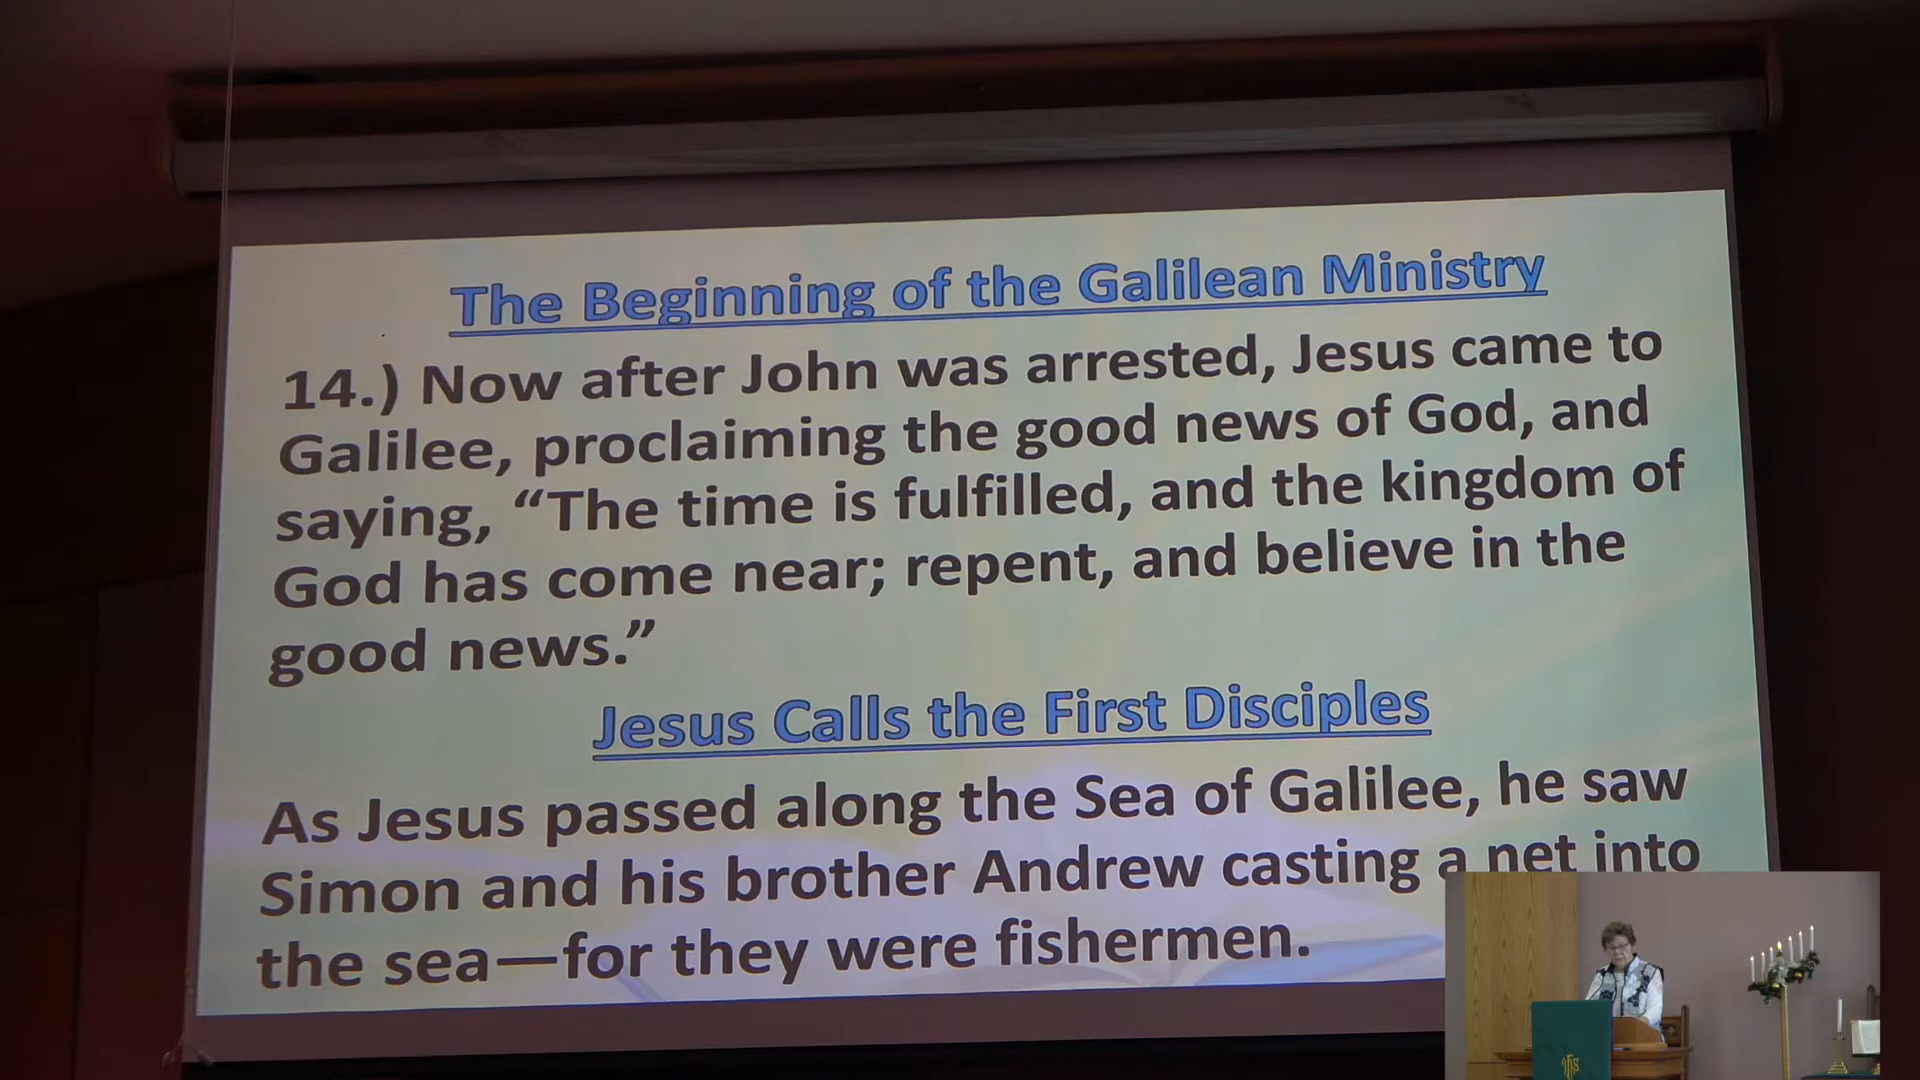 The Beginning of the Galilean Ministry
14.) Now after John was arrested, Jesus came to
Galilee, proclaiming the good news of God, and
saying, “The time is fulfilled, and the kingdom of
God has come near; repent, and believe in the
good news.”
Jesus Calls the First Disciples
As Jesus passed along the Sea of Galilee, he saw
Simon and his brother Andrew casting a net into
the sea—for they were fishermen.
IHS